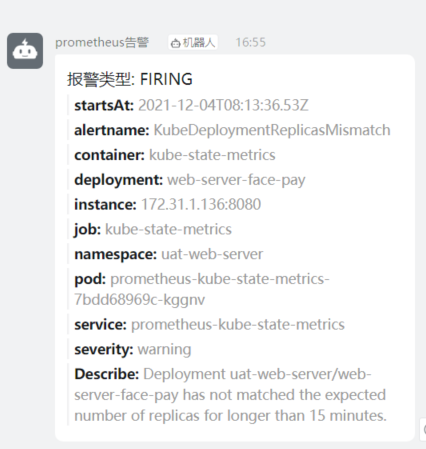 prometheus告警 机器人 16:55
报警类型: FIRING
startsAt: 2021-12-04T08:13:36.53Z
alertname: KubeDeploymentReplicasMismatch
container: kube-state-metrics
deployment: web-server-face-pay
instance: 172.31.1.136:8080
job: kube-state-metrics
namespace: uat-web-server
pod: prometheus-kube-state-metrics-
7bdd68969c-kggnv
service: prometheus-kube-state-metrics
severity: warning
Describe: Deployment uat-web-server/web-
server-face-pay has not matched the expected
number of replicas for longer than 15 minutes.